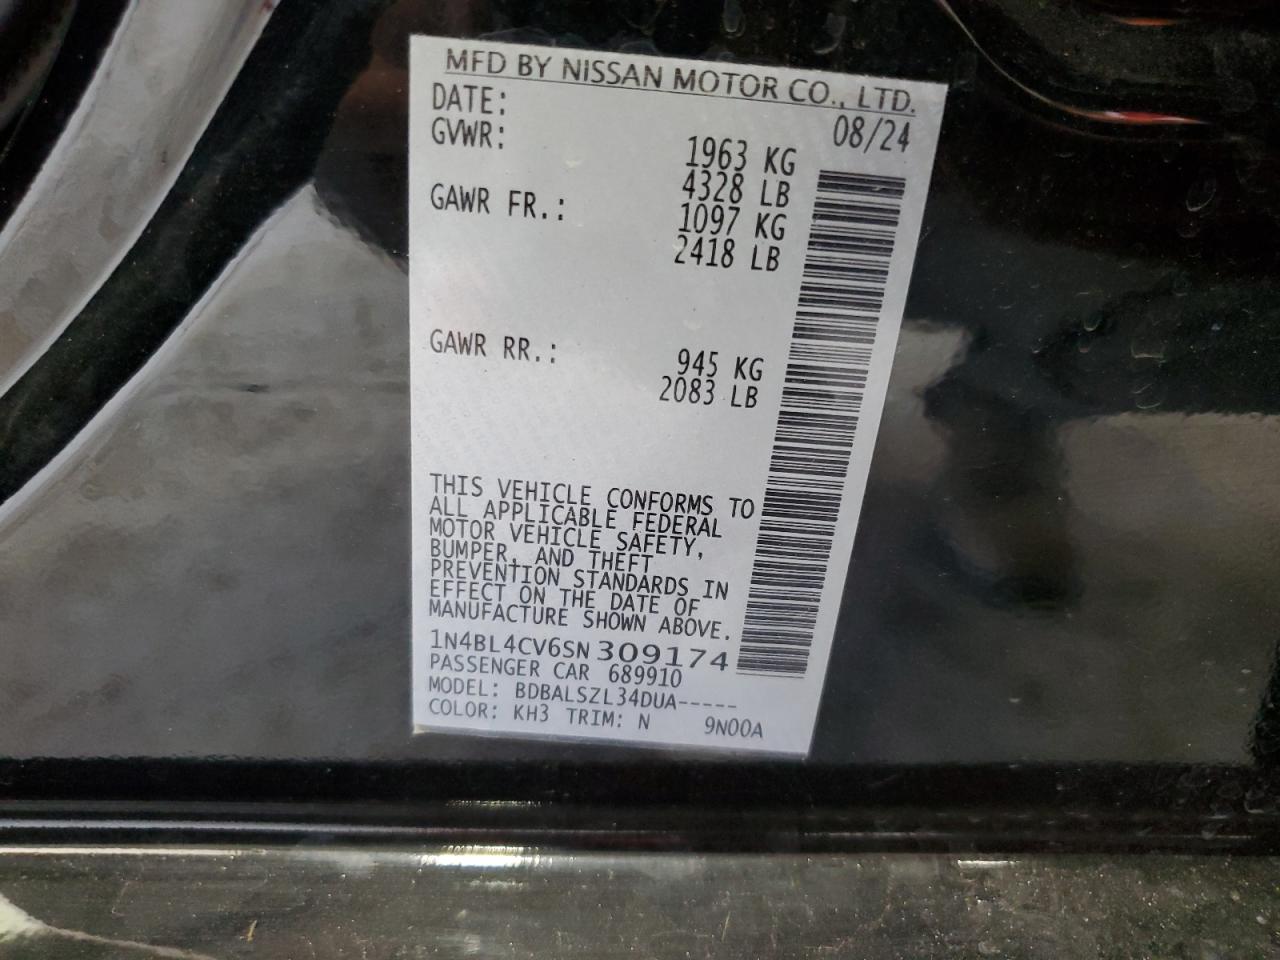 MFD BY NISSAN MOTOR CO., LTD.
DATE: 08/24
GVWR: 1963 KG
4328 LB
GAWR FR.: 1097 KG
2418 LB
GAWR RR.: 945 KG
2083 LB
THIS VEHICLE CONFORMS TO
ALL APPLICABLE FEDERAL
MOTOR VEHICLE SAFETY,
BUMPER, AND THEFT
PREVENTION STANDARDS IN
EFFECT ON THE DATE OF
MANUFACTURE SHOWN ABOVE.
1N4BL4CV6SN309174
PASSENGER CAR 689910
MODEL: BDBALSZL34DUA-----
COLOR: KH3 TRIM: N 9N00A